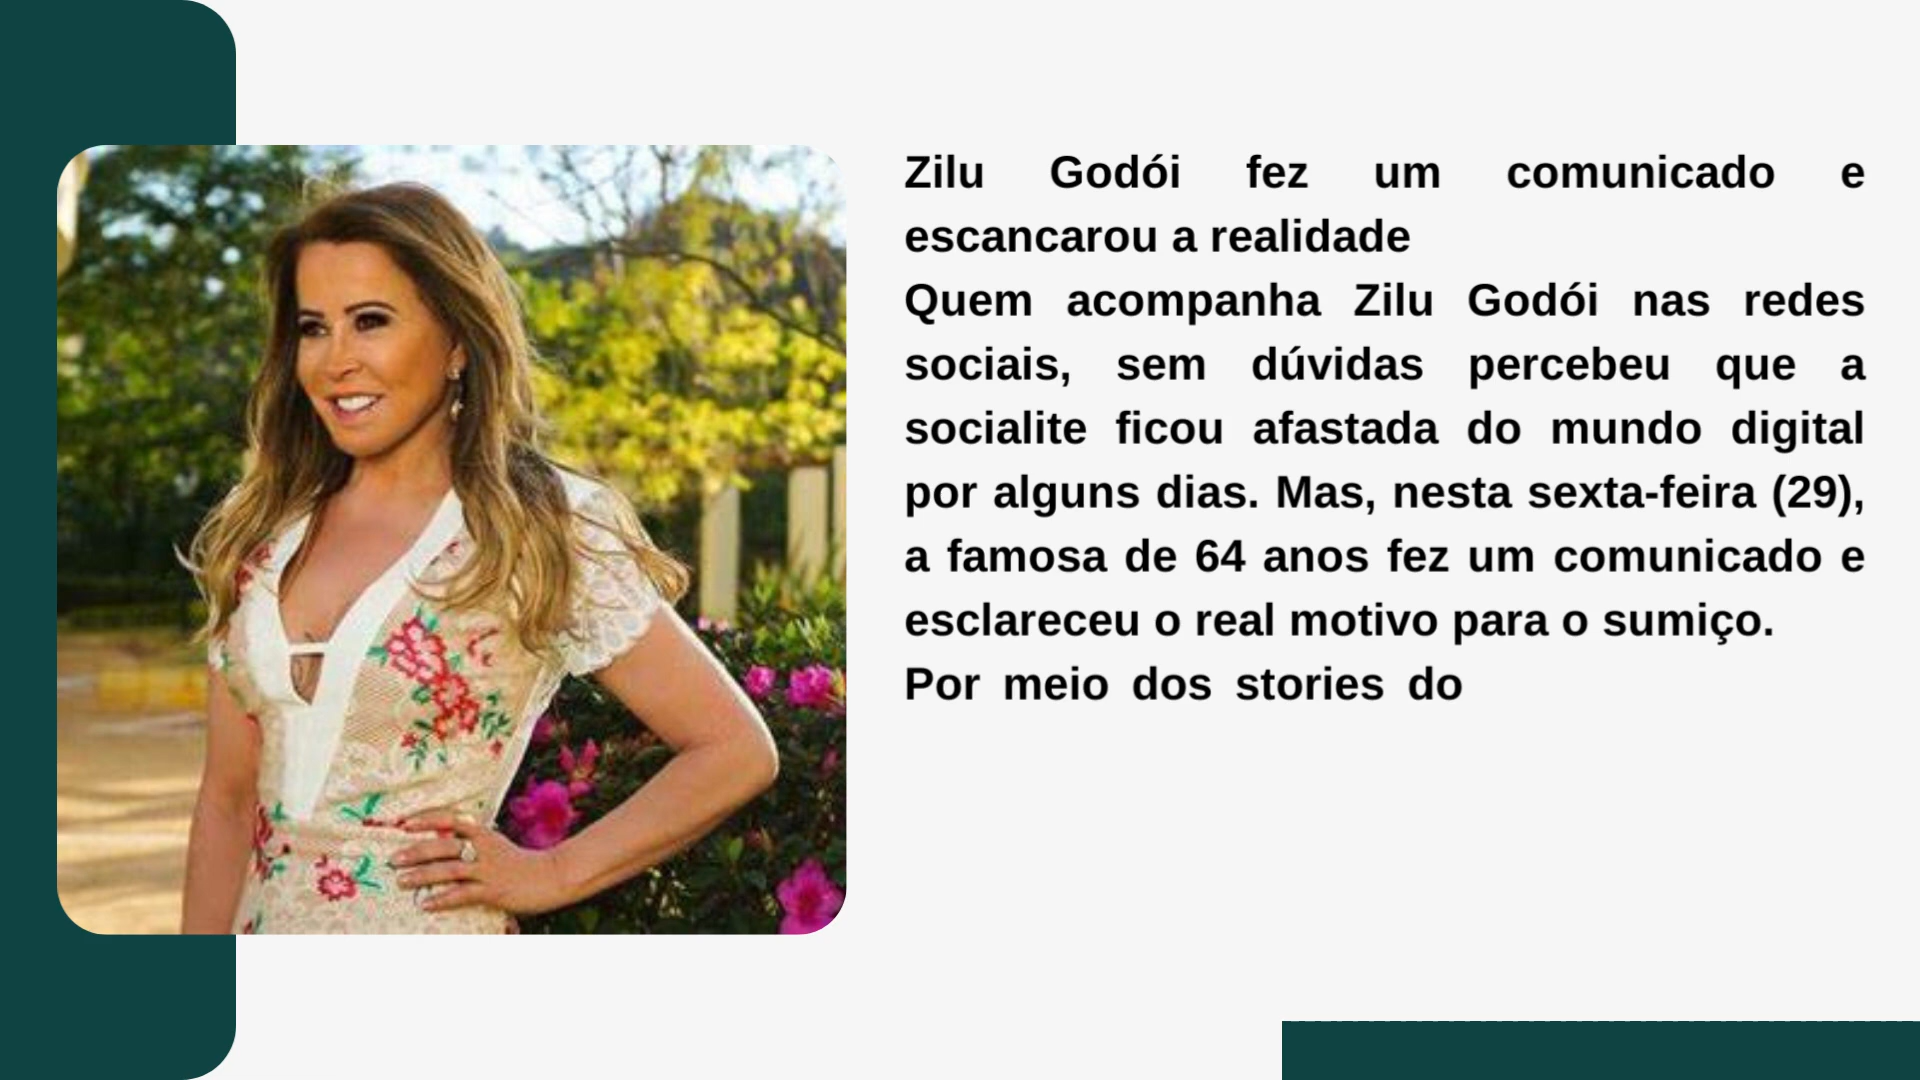 Zilu Godói fez um comunicado e
escancarou a realidade
Quem acompanha Zilu Godói nas redes
sociais, sem dúvidas percebeu que a
socialite ficou afastada do mundo digital
por alguns dias. Mas, nesta sexta-feira (29),
a famosa de 64 anos fez um comunicado e
esclareceu o real motivo para o sumiço.
Por meio dos stories do